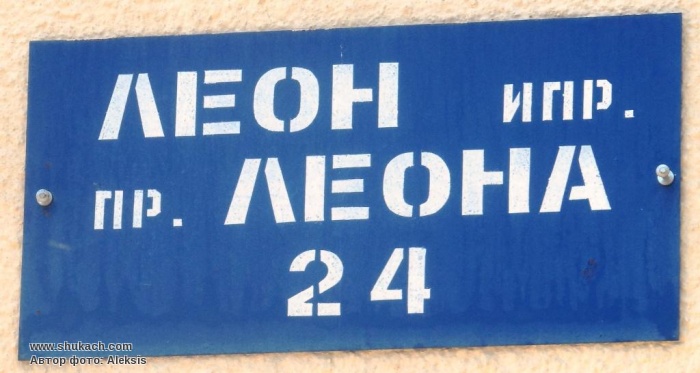 ЛЕОН ИПР.
ПР. ЛЕОНА
24
www.shukach.com
Автор фото: Aleksis